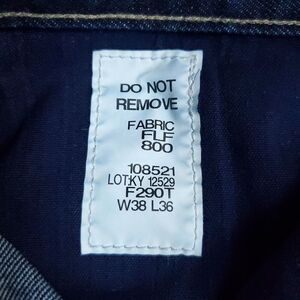 DO NOT
REMOVE
FABRIC
FLF
800
108521
LOT:KY 12529
F290T
W38 L36